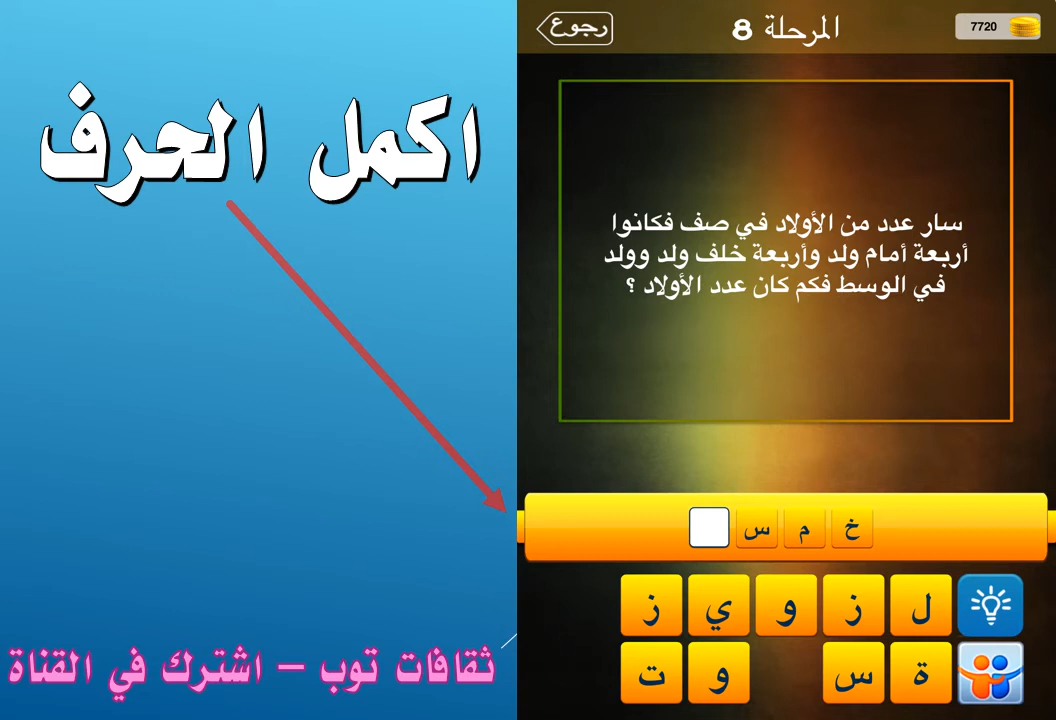 اكمل الحرف
ثقافات توب – اشترك في القناة
رجوع
المرحلة 8
7720
سار عدد من الأولاد في صف فكانوا
أربعة أمام ولد وأربعة خلف ولد وولد
في الوسط فكم كان عدد الأولاد ؟
خ م س
ل ز و ي ز
ة س و ت